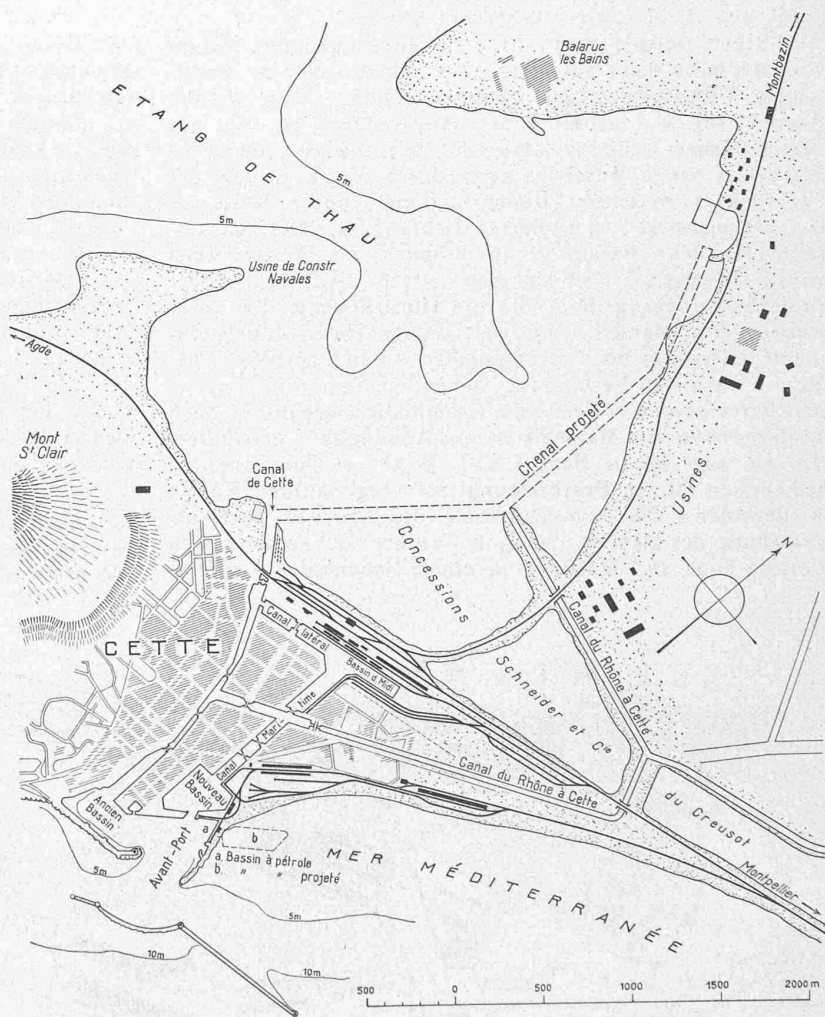 Balaruc
les Bains
Montbazin
ETANG DE THAU
5m
5m
Usine de Constr.
Navales
Agde
Mont
St Clair
Canal
de Cette
Chenal projeté
Usines
Concessions
N
CETTE
Canal latéral
Bassin d. Midi
Canal du Rhône à Cette
Schneider et Cie
Canal Maritime
Canal du Rhône à Cette
du Creusot
Nouveau
Bassin
Ancien
Bassin
Avant-Port
a
b
a, Bassin à pétrole
b. " " projeté
MER MÉDITERRANÉE
Montpellier
5m
5m
10m
10m
500 0 500 1000 1500 2000 m